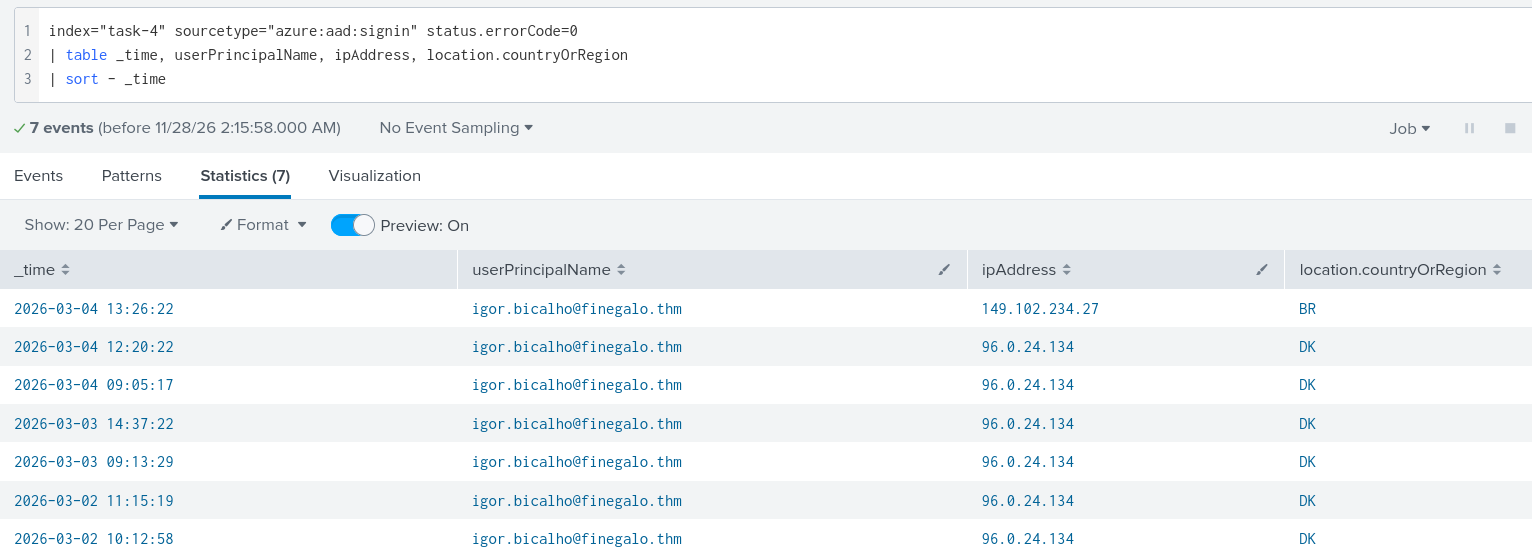 1 index="task-4" sourcetype="azure:aad:signin" status.errorCode=0
2 | table _time, userPrincipalName, ipAddress, location.countryOrRegion
3 | sort - _time
7 events (before 11/28/26 2:15:58.000 AM) No Event Sampling Job
Events Patterns Statistics (7) Visualization
Show: 20 Per Page Format Preview: On
_time userPrincipalName ipAddress location.countryOrRegion
2026-03-04 13:26:22 igor.bicalho@finegalo.thm 149.102.234.27 BR
2026-03-04 12:20:22 igor.bicalho@finegalo.thm 96.0.24.134 DK
2026-03-04 09:05:17 igor.bicalho@finegalo.thm 96.0.24.134 DK
2026-03-03 14:37:22 igor.bicalho@finegalo.thm 96.0.24.134 DK
2026-03-03 09:13:29 igor.bicalho@finegalo.thm 96.0.24.134 DK
2026-03-02 11:15:19 igor.bicalho@finegalo.thm 96.0.24.134 DK
2026-03-02 10:12:58 igor.bicalho@finegalo.thm 96.0.24.134 DK